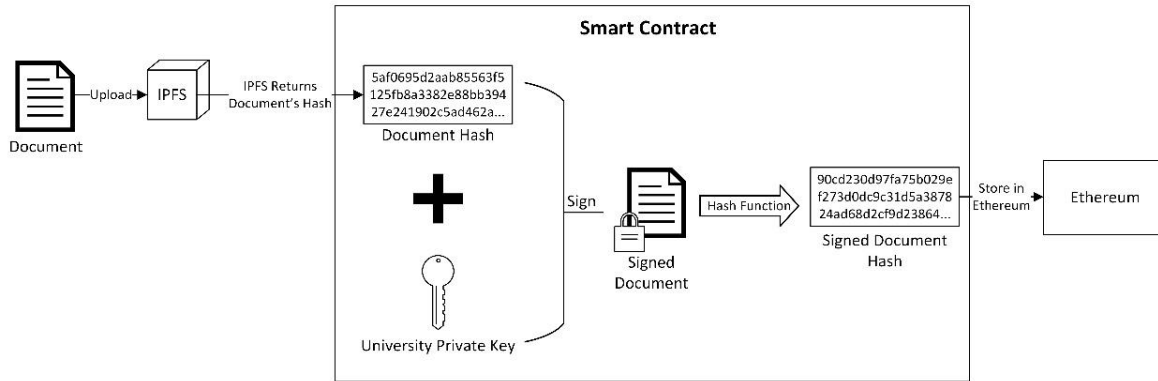 Smart Contract
Document
Upload
IPFS
IPFS Returns
Document's Hash
5af0695d2aab85563f5
125fb8a3382e88bb394
27e241902c5ad462a...
Document Hash
University Private Key
Sign
Signed
Document
Hash Function
90cd230d97fa75b029e
f273d0dc9c31d5a3878
24ad68d2cf9d23864...
Signed Document
Hash
Store in
Ethereum
Ethereum